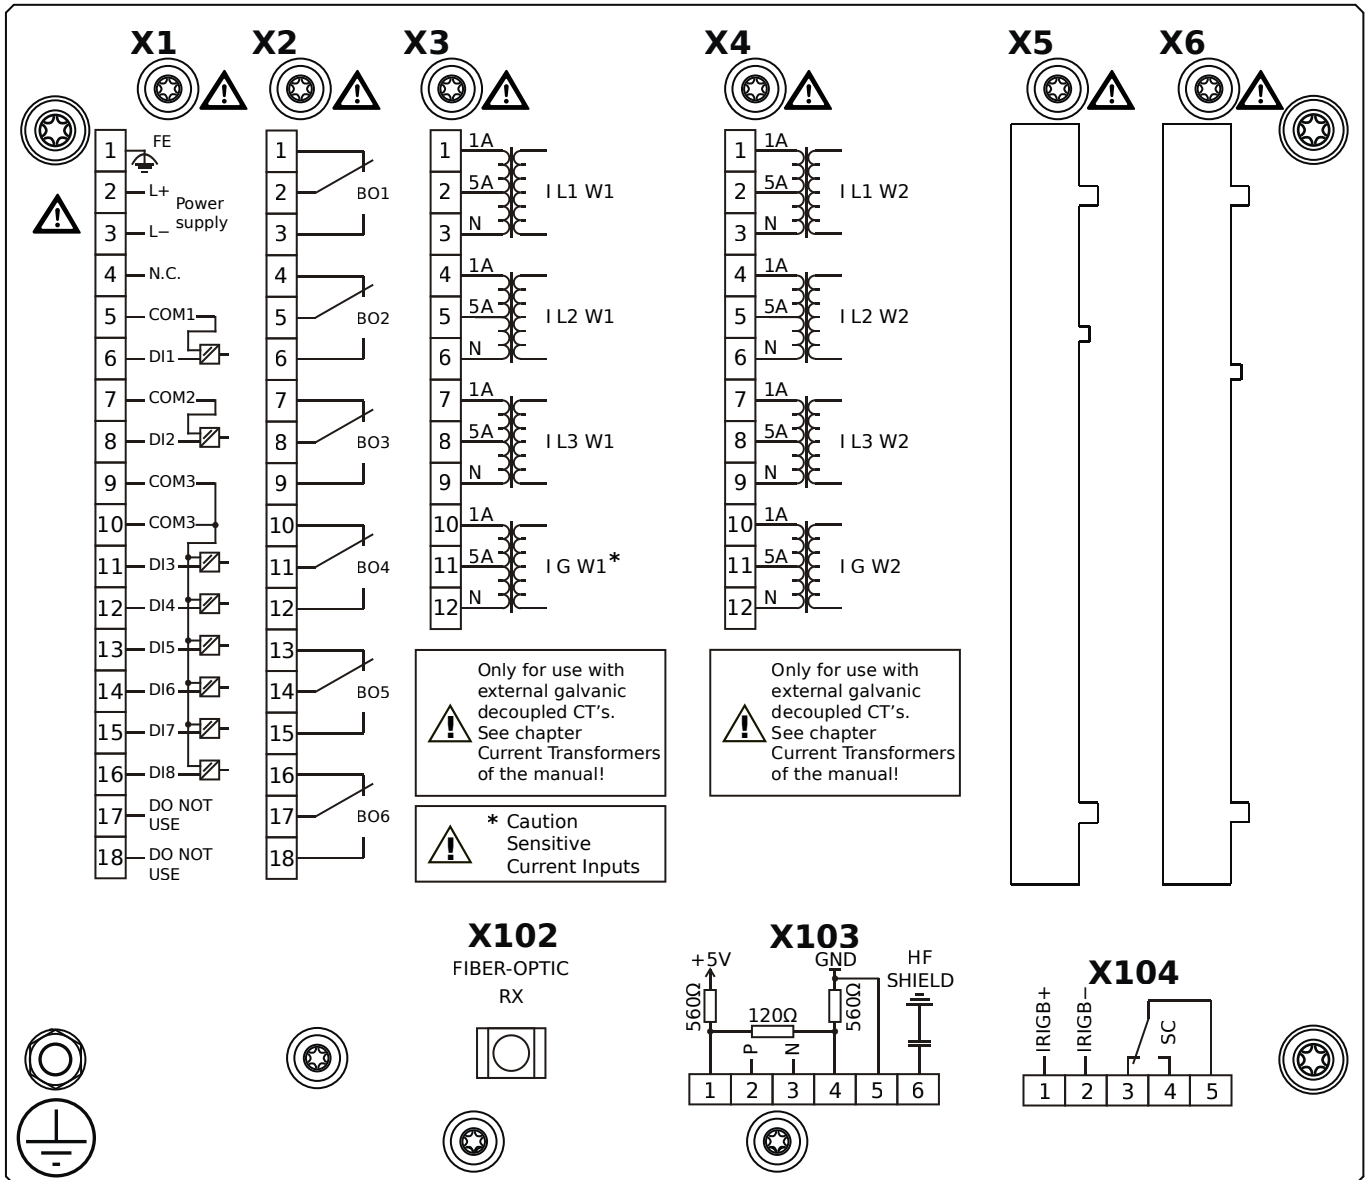 X1 X2 X3 X4 X5 X6
1 FE
2 L+
Power
supply
3 L−
4 N.C.
5 COM1
6 DI1
7 COM2
8 DI2
9 COM3
10 COM3
11 DI3
12 DI4
13 DI5
14 DI6
15 DI7
16 DI8
17 DO NOT
USE
18 DO NOT
USE
1
2 BO1
3
4
5 BO2
6
7
8 BO3
9
10
11 BO4
12
13
14 BO5
15
16
17 BO6
18
1 1A
2 5A I L1 W1
3 N
4 1A
5 5A I L2 W1
6 N
7 1A
8 5A I L3 W1
9 N
10 1A
11 5A I G W1*
12 N
Only for use with
external galvanic
decoupled CT's.
See chapter
Current Transformers
of the manual!
* Caution
Sensitive
Current Inputs
1 1A
2 5A I L1 W2
3 N
4 1A
5 5A I L2 W2
6 N
7 1A
8 5A I L3 W2
9 N
10 1A
11 5A I G W2
12 N
Only for use with
external galvanic
decoupled CT's.
See chapter
Current Transformers
of the manual!
X102
FIBER-OPTIC
RX
X103
+5V GND HF
SHIELD
560Ω 120Ω 560Ω
P N
1 2 3 4 5 6
X104
IRIGB+ IRIGB− SC
1 2 3 4 5